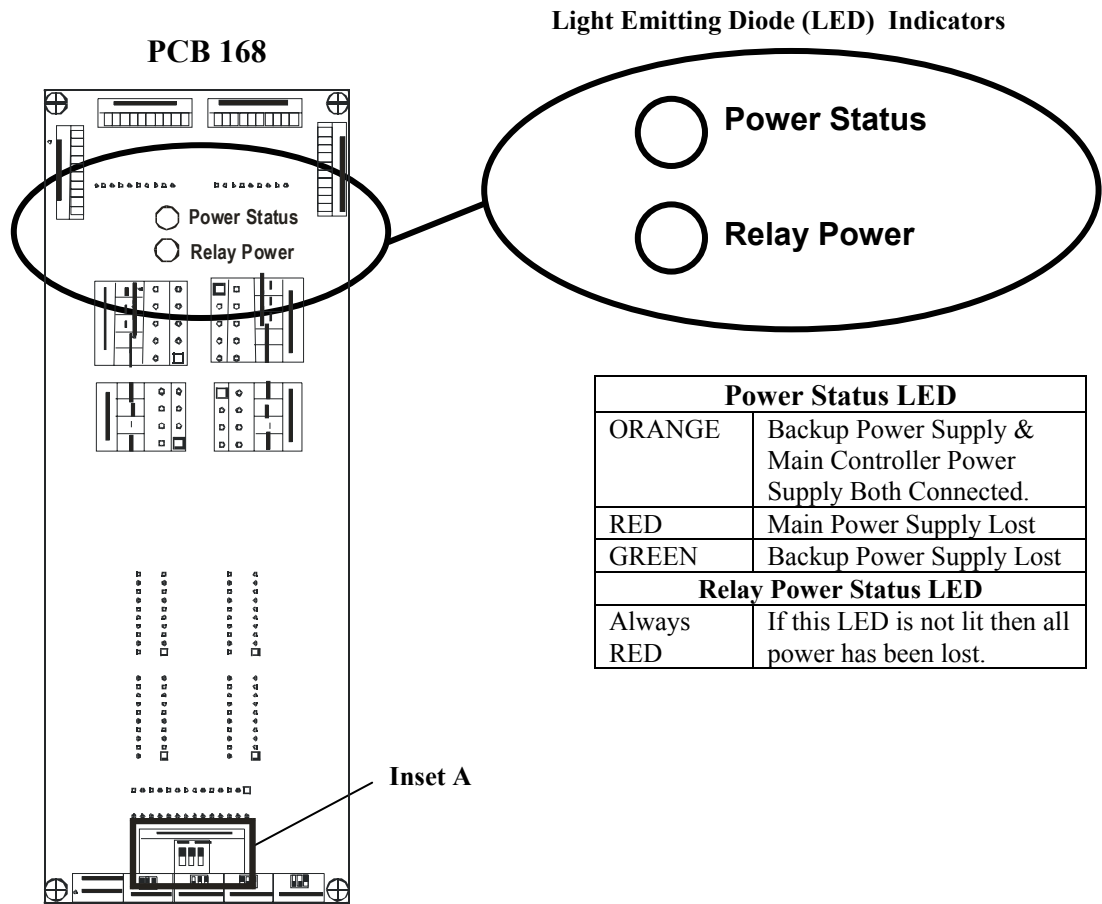 Light Emitting Diode (LED) Indicators
PCB 168
Power Status
Relay Power
Power Status
Relay Power
Power Status LED
ORANGE Backup Power Supply &
Main Controller Power
Supply Both Connected.
RED Main Power Supply Lost
GREEN Backup Power Supply Lost
Relay Power Status LED
Always If this LED is not lit then all
RED power has been lost.
Inset A